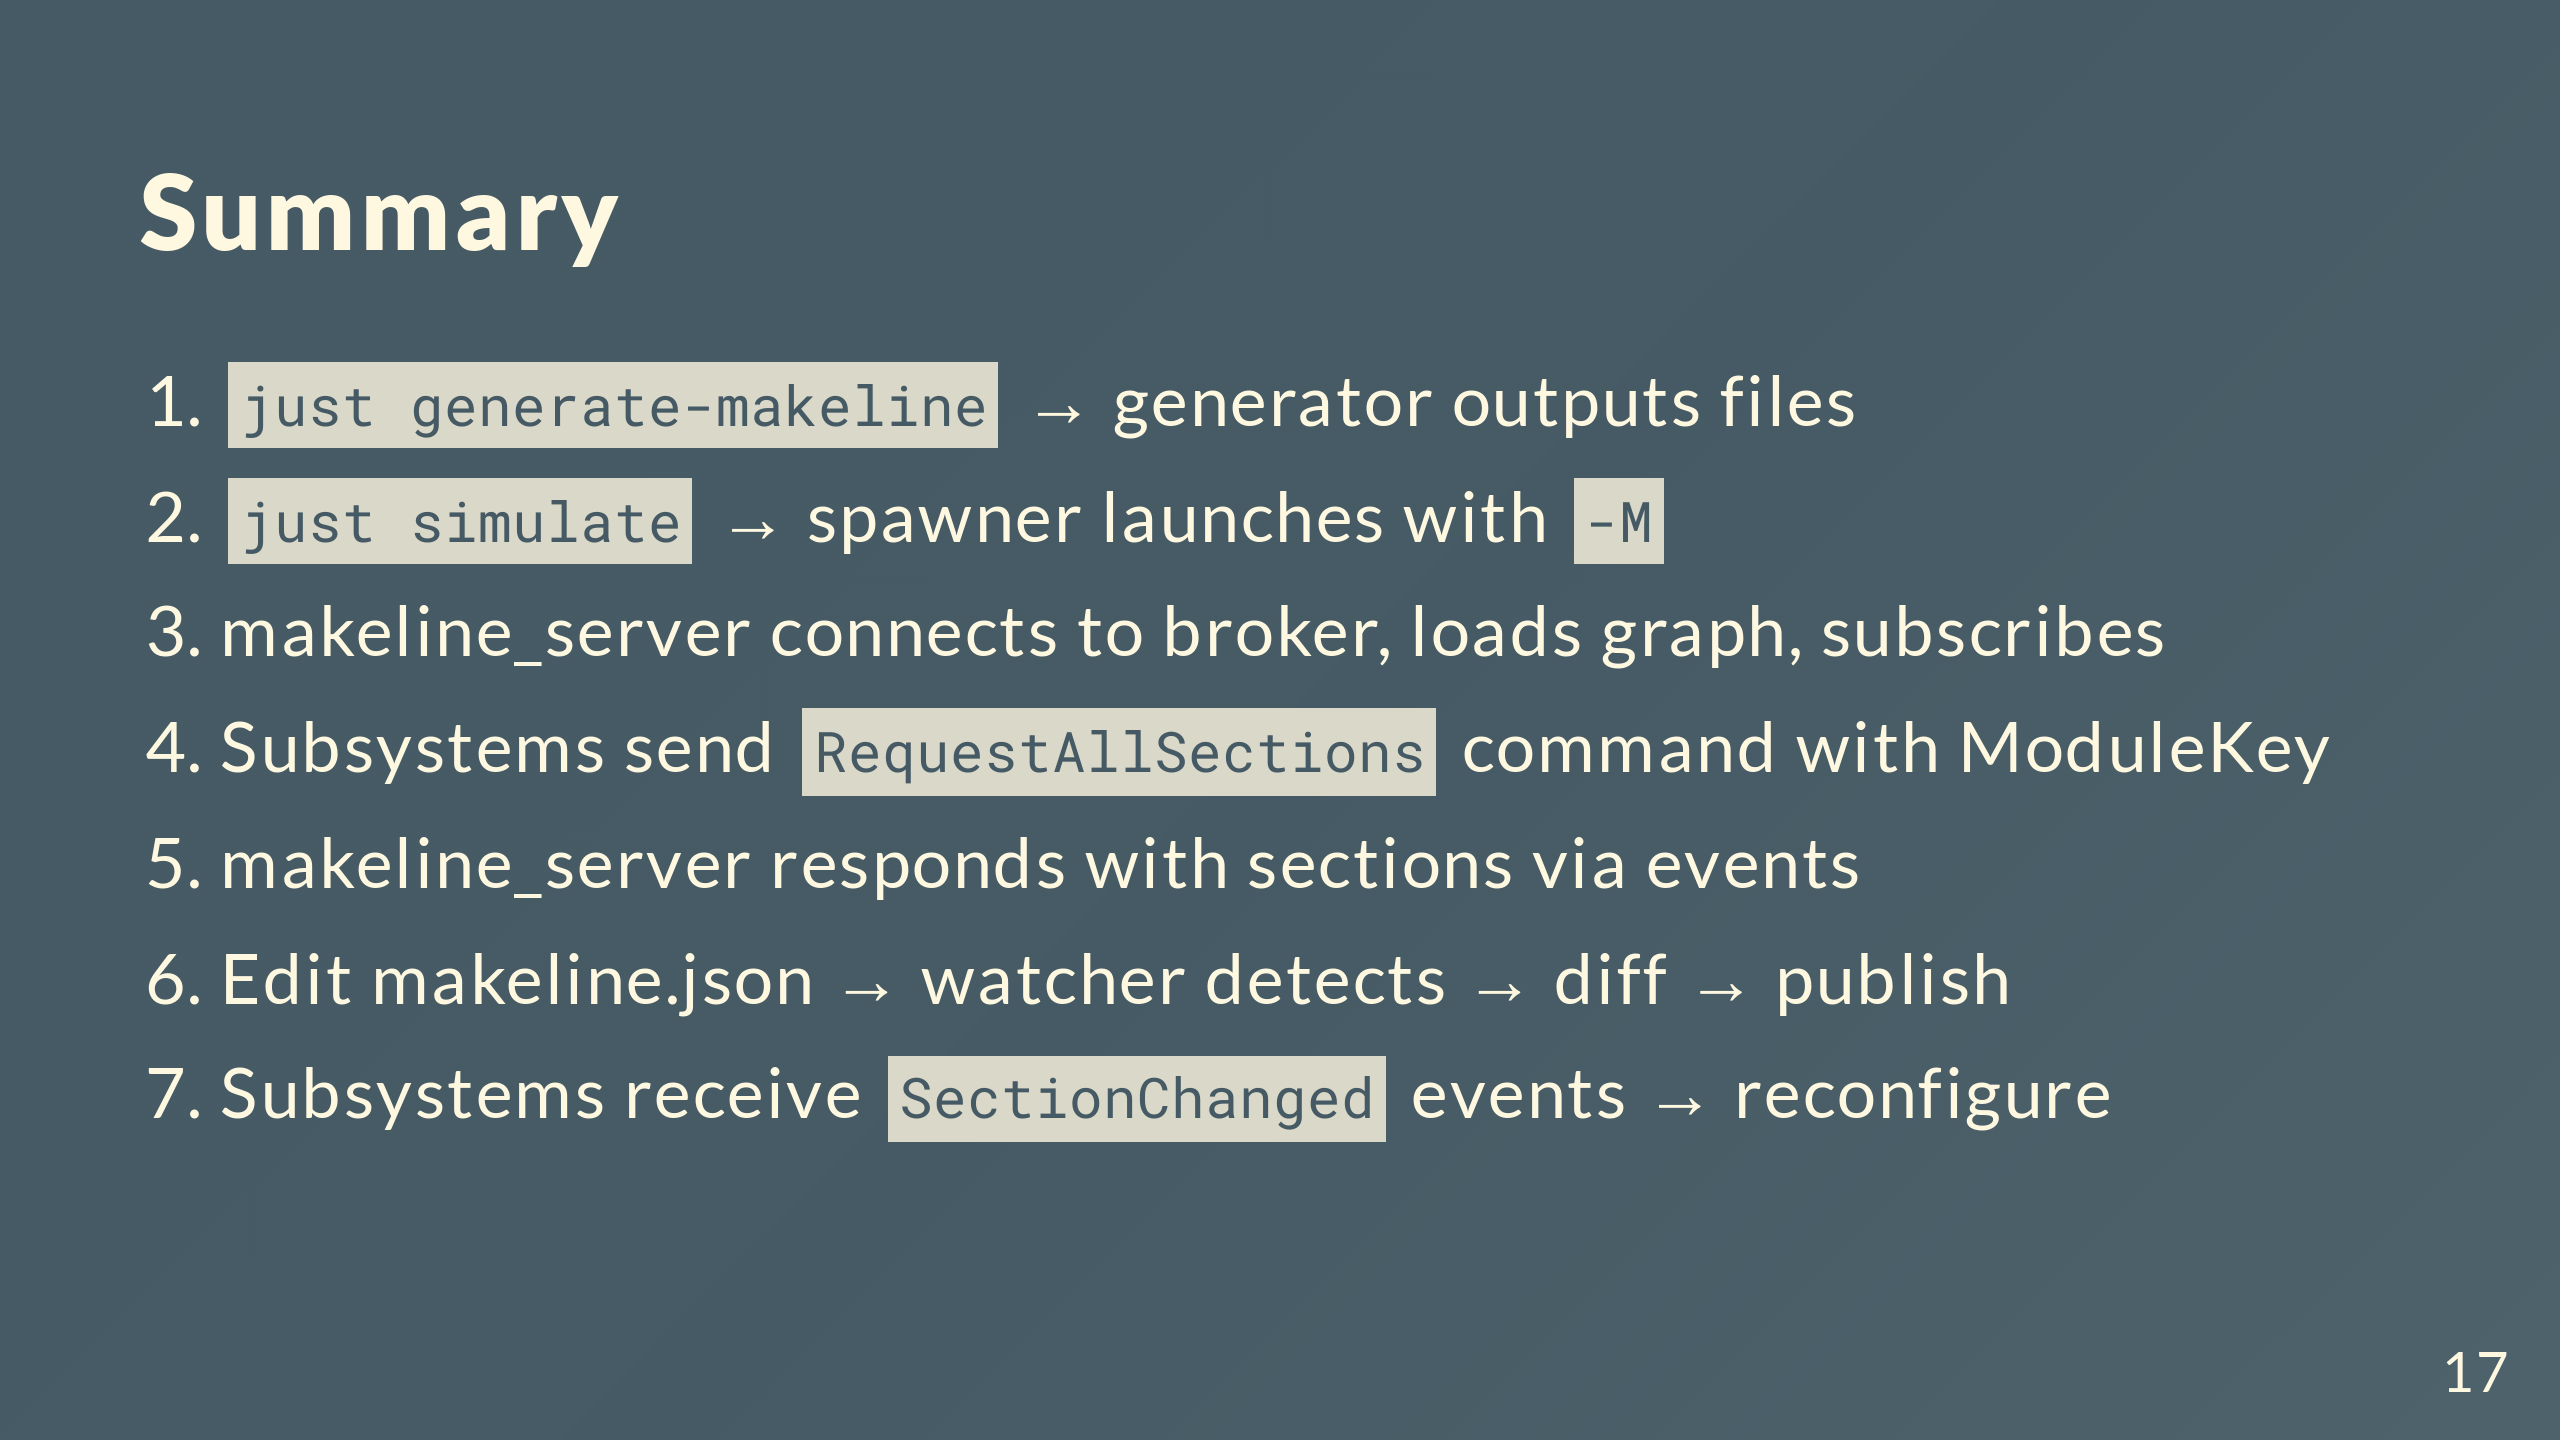 Summary
1. just generate-makeline → generator outputs files
2. just simulate → spawner launches with -M
3. makeline_server connects to broker, loads graph, subscribes
4. Subsystems send RequestAllSections command with ModuleKey
5. makeline_server responds with sections via events
6. Edit makeline.json → watcher detects → diff → publish
7. Subsystems receive SectionChanged events → reconfigure
17